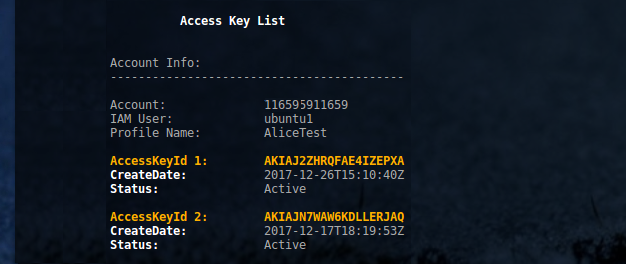 Access Key List
Account Info:
------------------------------------------
Account: 116595911659
IAM User: ubuntu1
Profile Name: AliceTest
AccessKeyId 1: AKIAJ2ZHRQFAE4IZEPXA
CreateDate: 2017-12-26T15:10:40Z
Status: Active
AccessKeyId 2: AKIAJN7WAW6KDLLERJAQ
CreateDate: 2017-12-17T18:19:53Z
Status: Active